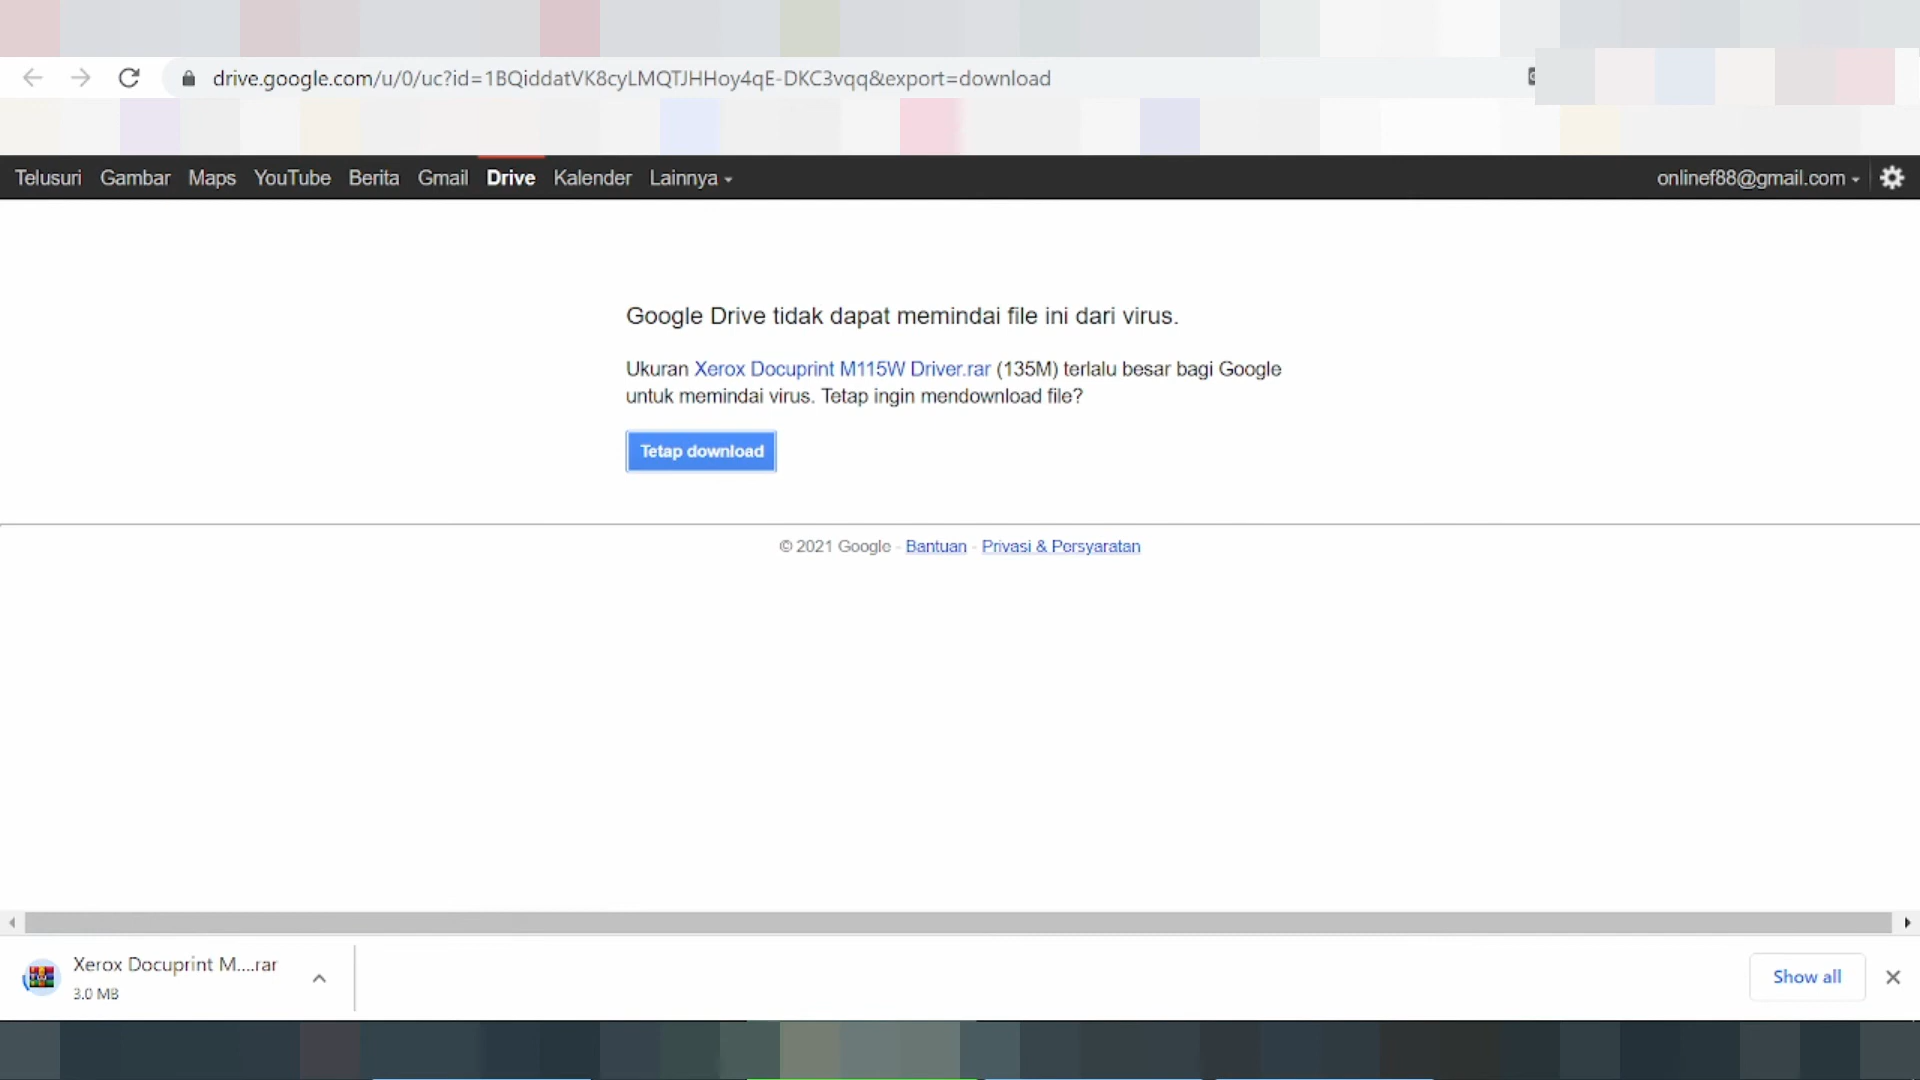 drive.google.com/u/0/uc?id=1BQiddatVK8cyLMQTJHHoy4qE-DKC3vqq&export=download
Telusuri Gambar Maps YouTube Berita Gmail Drive Kalender Lainnya onlinef88@gmail.com
Google Drive tidak dapat memindai file ini dari virus.
Ukuran Xerox Docuprint M115W Driver.rar (135M) terlalu besar bagi Google
untuk memindai virus. Tetap ingin mendownload file?
Tetap download
© 2021 Google - Bantuan - Privasi & Persyaratan
Xerox Docuprint M....rar
3.0 MB
Show all